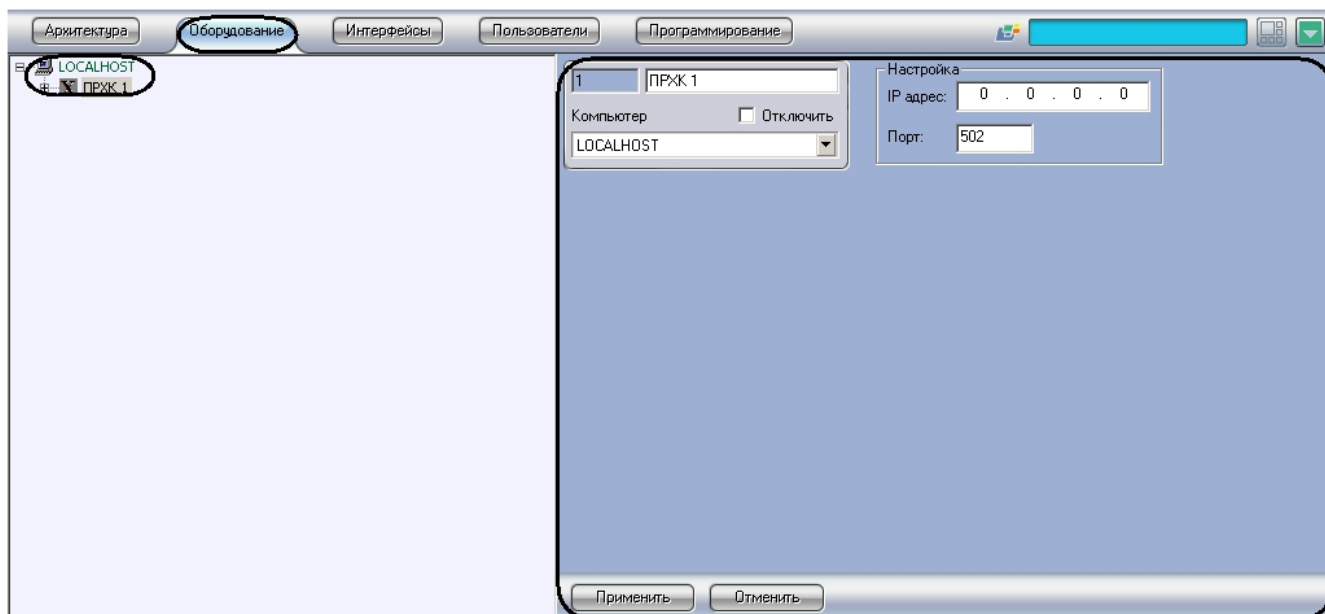 Архитектура Оборудование Интерфейсы Пользователи Программирование
LOCALHOST
ПРХК 1
1 ПРХК 1
Компьютер Отключить
LOCALHOST
Настройка
IP адрес: 0 . 0 . 0 . 0
Порт: 502
Применить Отменить